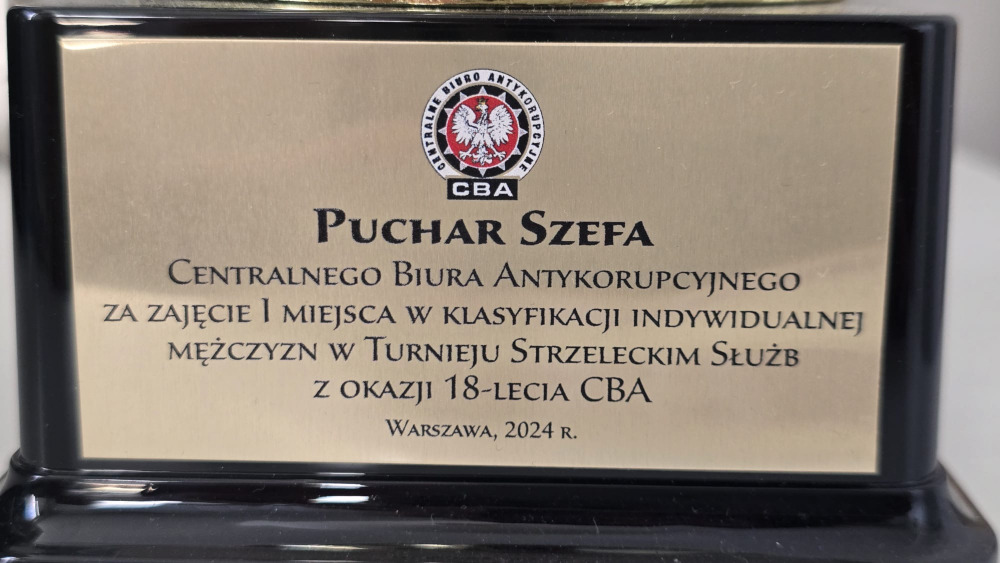 CENTRALNE BIURO ANTYKORUPCYJNE
CBA
PUCHAR SZEFA
CENTRALNEGO BIURA ANTYKORUPCYJNEGO
ZA ZAJĘCIE I MIEJSCA W KLASYFIKACJI INDYWIDUALNEJ
MĘŻCZYZN W TURNIEJU STRZELECKIM SŁUŻB
Z OKAZJI 18-LECIA CBA
WARSZAWA, 2024 R.